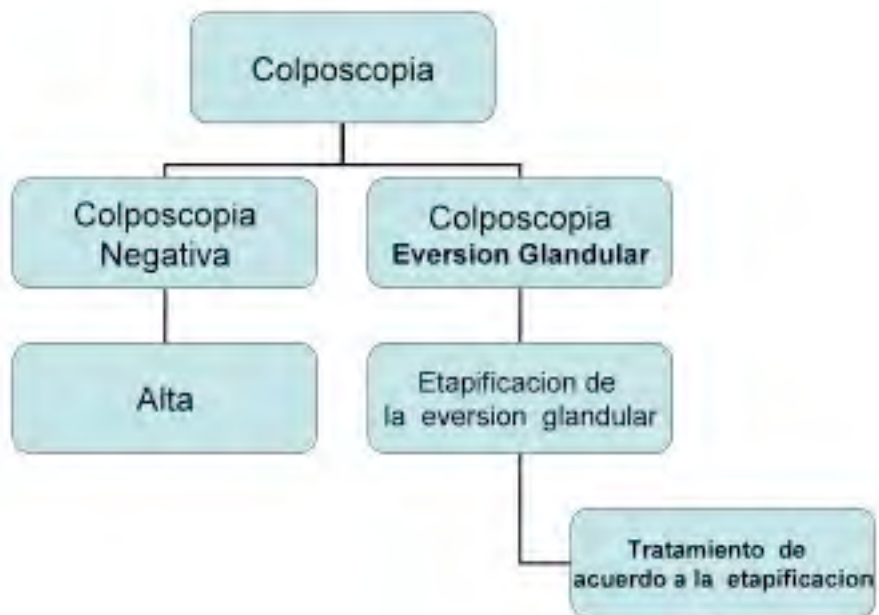 Colposcopia
Colposcopia
Negativa
Colposcopia
Eversion Glandular
Alta
Etapificacion de
la eversion glandular
Tratamiento de
acuerdo a la etapificacion